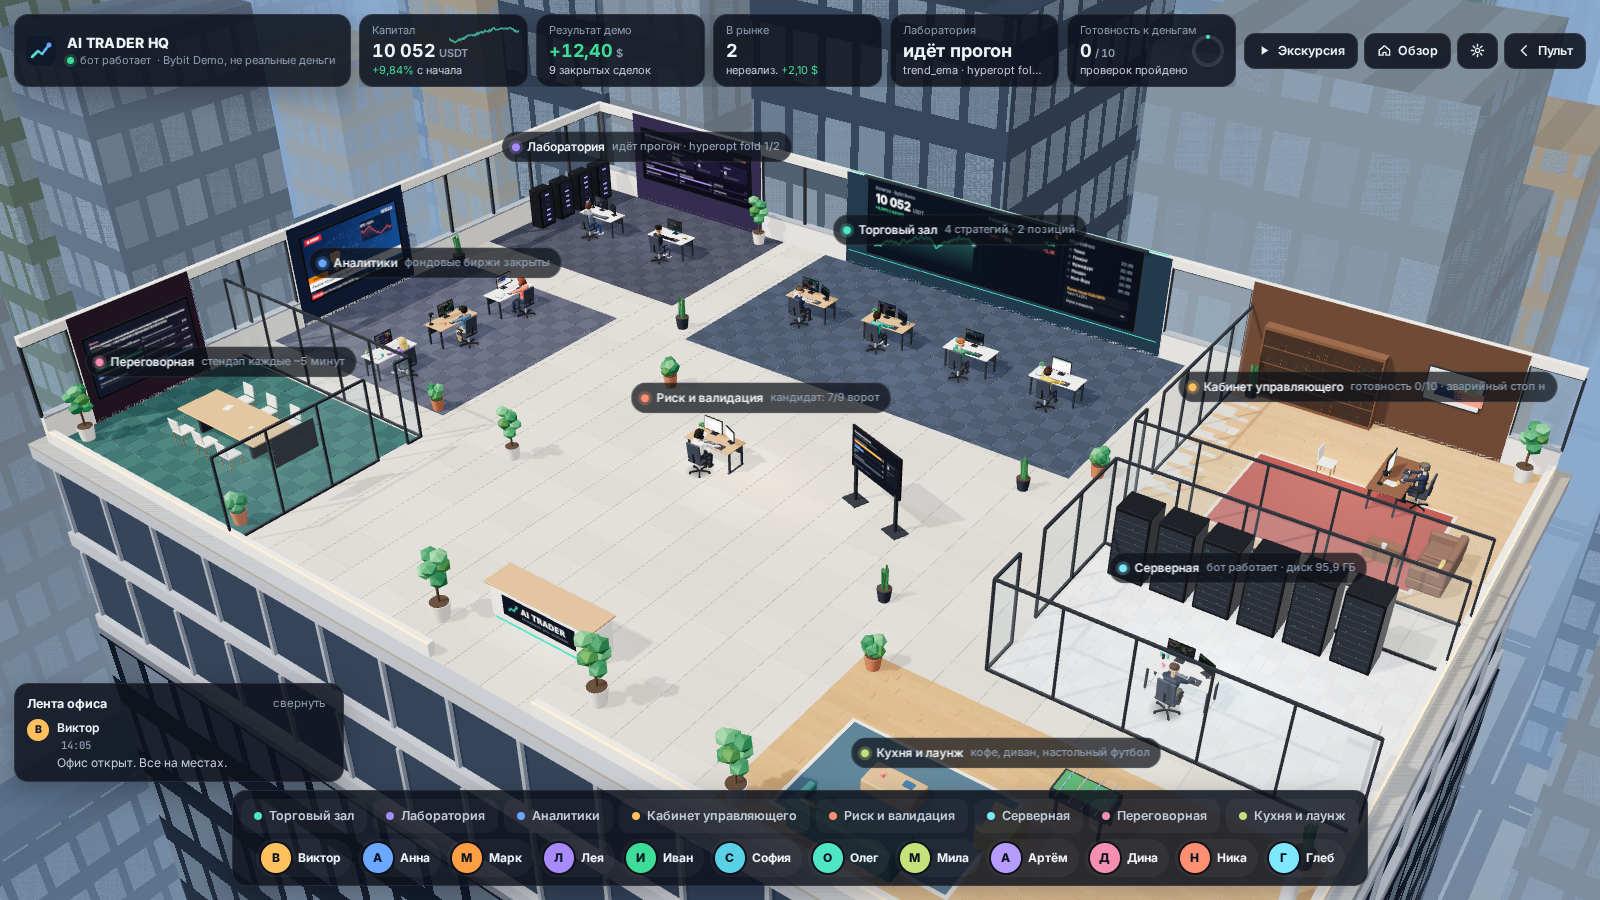 AI TRADER HQ
бот работает · Bybit Demo, не реальные деньги
Капитал
10 052 USDT
+9,84% с начала
Результат демо
+12,40 $
9 закрытых сделок
В рынке
2
нереализ. +2,10 $
Лаборатория
идёт прогон
trend_ema · hyperopt fol...
Готовность к деньгам
0 / 10
проверок пройдено
Экскурсия
Обзор
Пульт
Лаборатория идёт прогон · hyperopt fold 1/2
10 052 USDT
Торговый зал 4 стратегии · 2 позиции
Аналитики фондовые биржи закрыты
Переговорная стендап каждые ~5 минут
Риск и валидация кандидат: 7/9 ворот
Кабинет управляющего готовность 0/10 · аварийный стоп н
Серверная бот работает · диск 95,9 ГБ
AI TRADER
Лента офиса
свернуть
В
Виктор
14:05
Офис открыт. Все на местах.
Кухня и лаунж кофе, диван, настольный футбол
Торговый зал
Лаборатория
Аналитики
Кабинет управляющего
Риск и валидация
Серверная
Переговорная
Кухня и лаунж
В Виктор
А Анна
М Марк
Л Лея
И Иван
С София
О Олег
М Мила
А Артём
Д Дина
Н Ника
Г Глеб